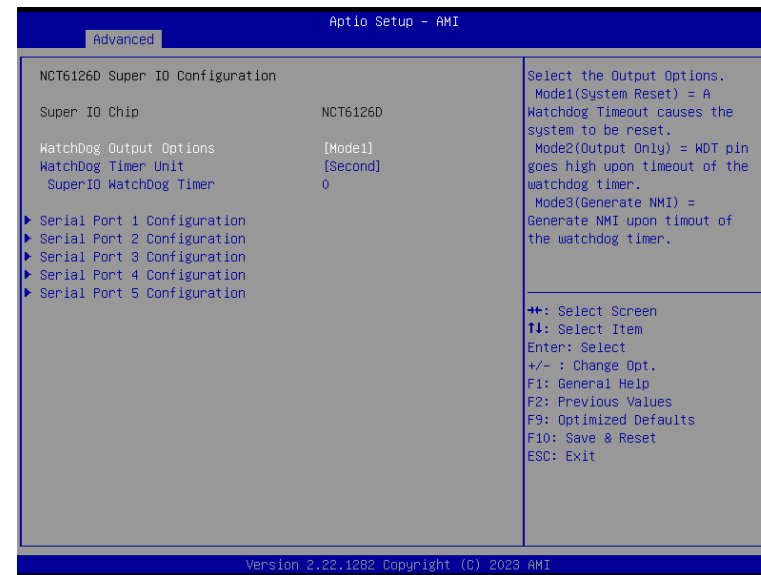 Aptio Setup - AMI
Advanced
NCT6126D Super IO Configuration
Super IO Chip NCT6126D
WatchDog Output Options [Mode1]
WatchDog Timer Unit [Second]
SuperIO WatchDog Timer 0
Serial Port 1 Configuration
Serial Port 2 Configuration
Serial Port 3 Configuration
Serial Port 4 Configuration
Serial Port 5 Configuration
Select the Output Options.
Mode1(System Reset) = A
Watchdog Timeout causes the
system to be reset.
Mode2(Output Only) = WDT pin
goes high upon timeout of the
watchdog timer.
Mode3(Generate NMI) =
Generate NMI upon timout of
the watchdog timer.
→←: Select Screen
↑↓: Select Item
Enter: Select
+/- : Change Opt.
F1: General Help
F2: Previous Values
F9: Optimized Defaults
F10: Save & Reset
ESC: Exit
Version 2.22.1282 Copyright (C) 2023 AMI